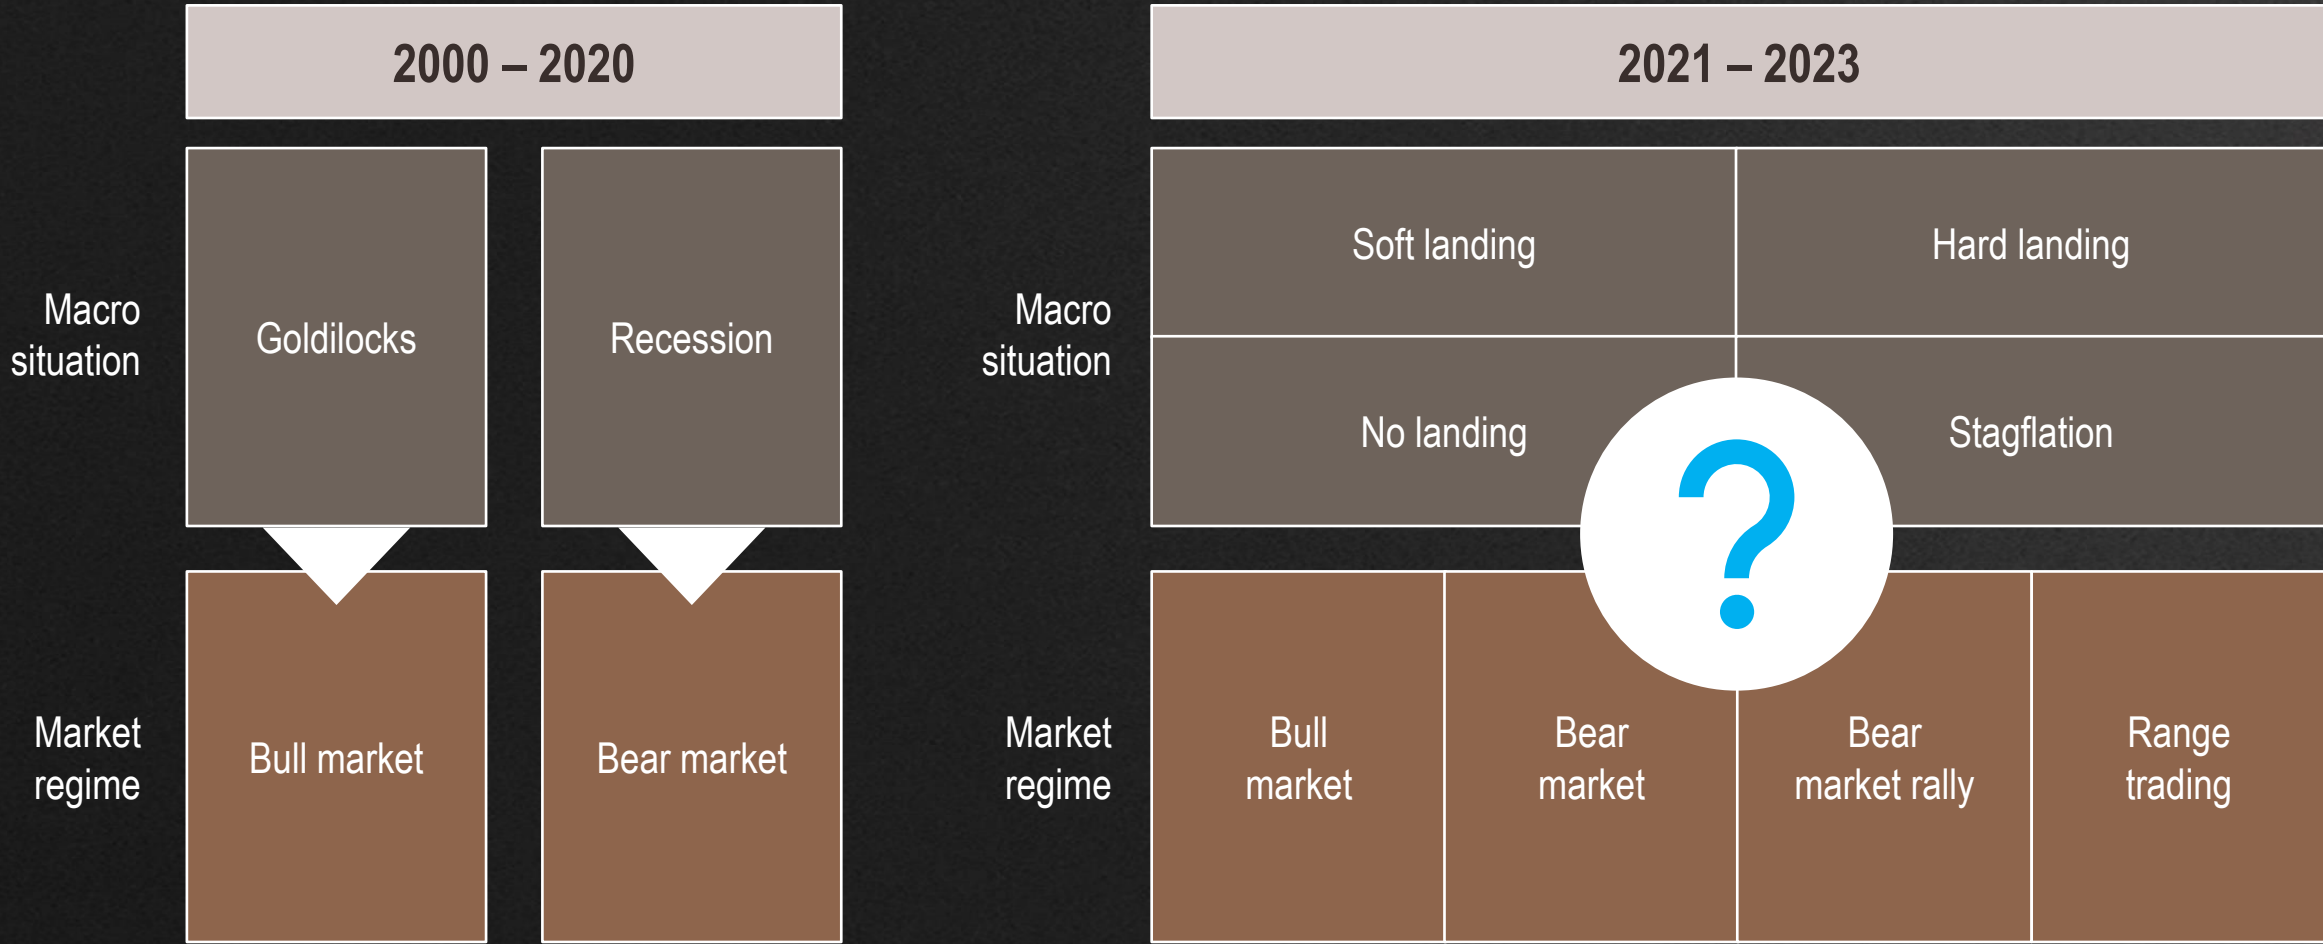 2000 – 2020
2021 – 2023
Macro
situation
Goldilocks
Recession
Macro
situation
Soft landing
Hard landing
No landing
Stagflation
?
Market
regime
Bull market
Bear market
Market
regime
Bull
market
Bear
market
Bear
market rally
Range
trading